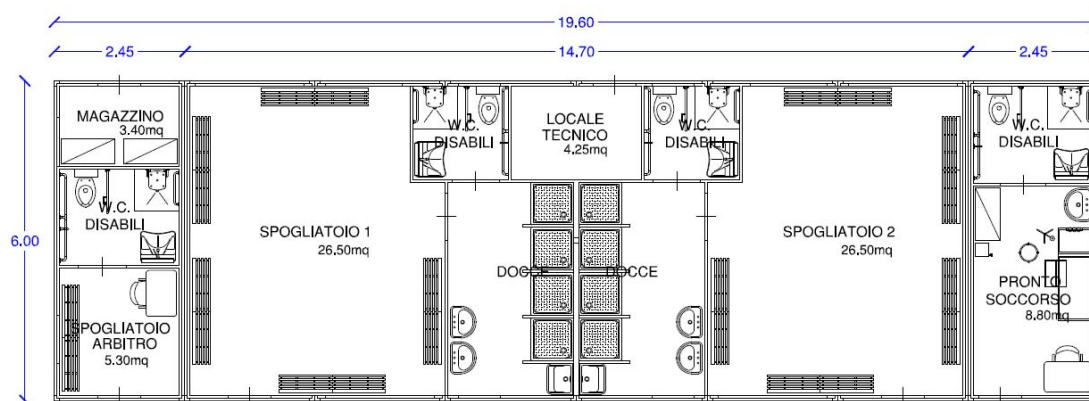 19.60
2.45
14.70
2.45
6.00
MAGAZZINO
3.40mq
W.C.
DISABILI
SPOGLIATOIO
ARBITRO
5.30mq
SPOGLIATOIO 1
26.50mq
W.C.
DISABILI
LOCALE
TECNICO
4.25mq
W.C.
DISABILI
DOCCE
DOCCE
SPOGLIATOIO 2
26.50mq
W.C.
DISABILI
PRONTO
SOCCORSO
8.80mq